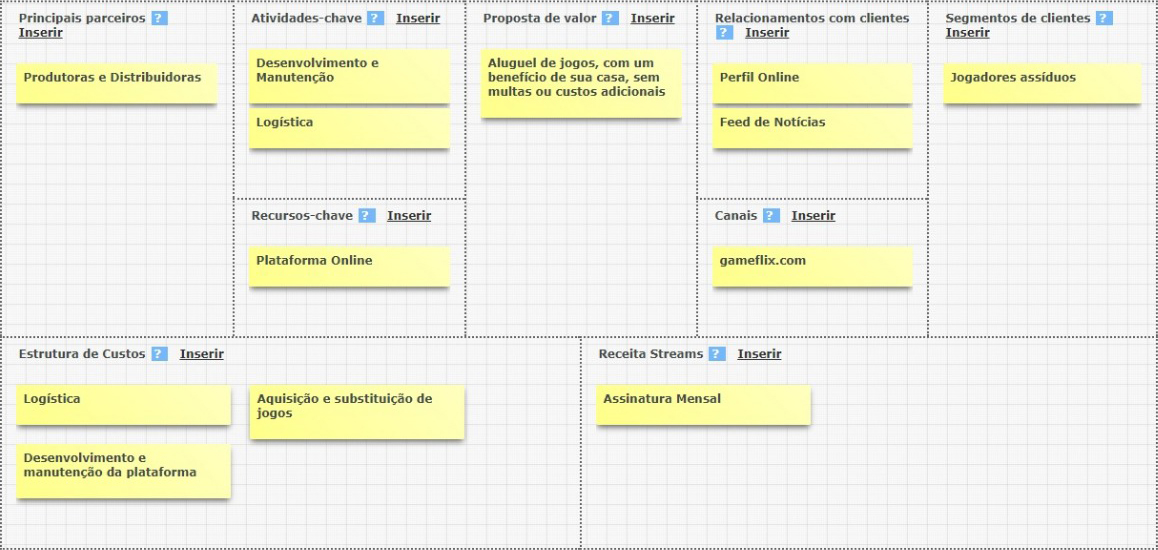 Principais parceiros ?
Inserir
Produtoras e Distribuidoras
Atividades-chave ? Inserir
Desenvolvimento e
Manutenção
Logística
Recursos-chave ? Inserir
Plataforma Online
Proposta de valor ? Inserir
Aluguel de jogos, com um
benefício de sua casa, sem
multas ou custos adicionais
Relacionamentos com clientes
? Inserir
Perfil Online
Feed de Notícias
Canais ? Inserir
gameflix.com
Segmentos de clientes ?
Inserir
Jogadores assíduos
Estrutura de Custos ? Inserir
Logística
Aquisição e substituição de
jogos
Desenvolvimento e
manutenção da plataforma
Receita Streams ? Inserir
Assinatura Mensal